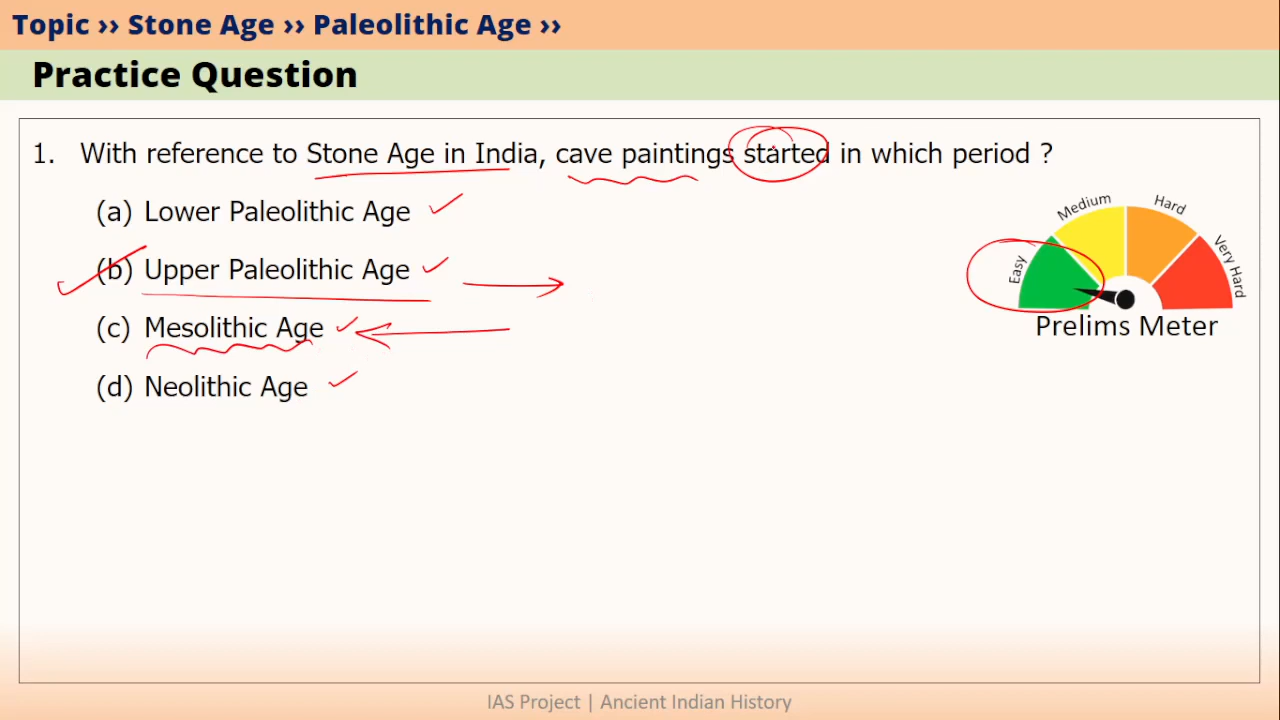 Topic ›› Stone Age ›› Paleolithic Age ››
Practice Question
1. With reference to Stone Age in India, cave paintings started in which period ?
(a) Lower Paleolithic Age
(b) Upper Paleolithic Age
(c) Mesolithic Age
(d) Neolithic Age
Easy
Medium
Hard
Very Hard
Prelims Meter
IAS Project | Ancient Indian History